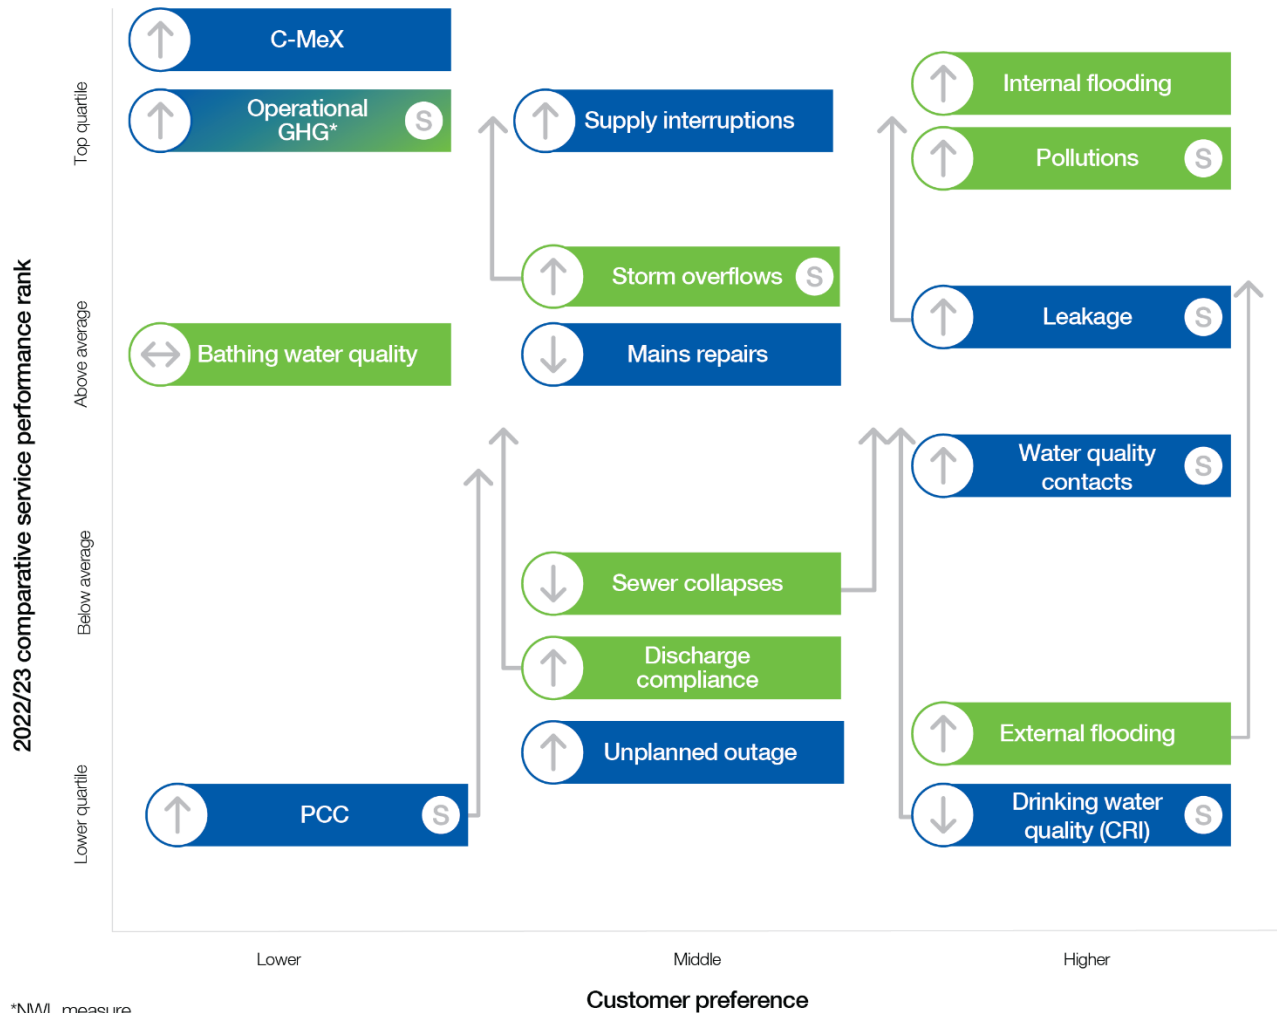 C-MeX
Operational
GHG*
S
Supply interruptions
Internal flooding
Pollutions
S
Top quartile
Storm overflows
S
Leakage
S
Bathing water quality
Mains repairs
Above average
2022/23 comparative service performance rank
Water quality
contacts
S
Sewer collapses
Below average
Discharge
compliance
Unplanned outage
External flooding
Lower quartile
PCC
S
Drinking water
quality (CRI)
S
Lower
Middle
Higher
Customer preference
*NWL measure